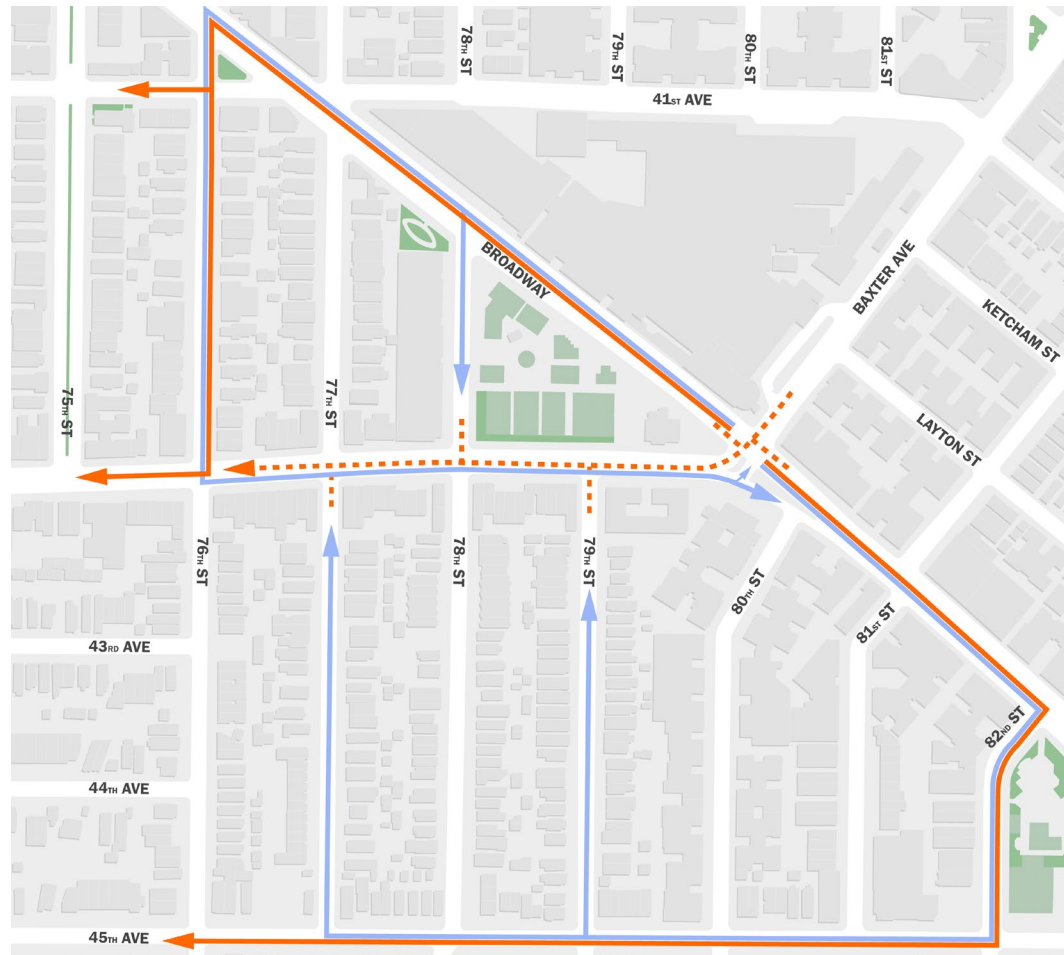 78TH ST
79TH ST
80TH ST
81ST ST
41ST AVE
BROADWAY
BAXTER AVE
KETCHAM ST
75TH ST
77TH ST
LAYTON ST
76TH ST
78TH ST
79TH ST
80TH ST
81ST ST
43RD AVE
82ND ST
44TH AVE
45TH AVE